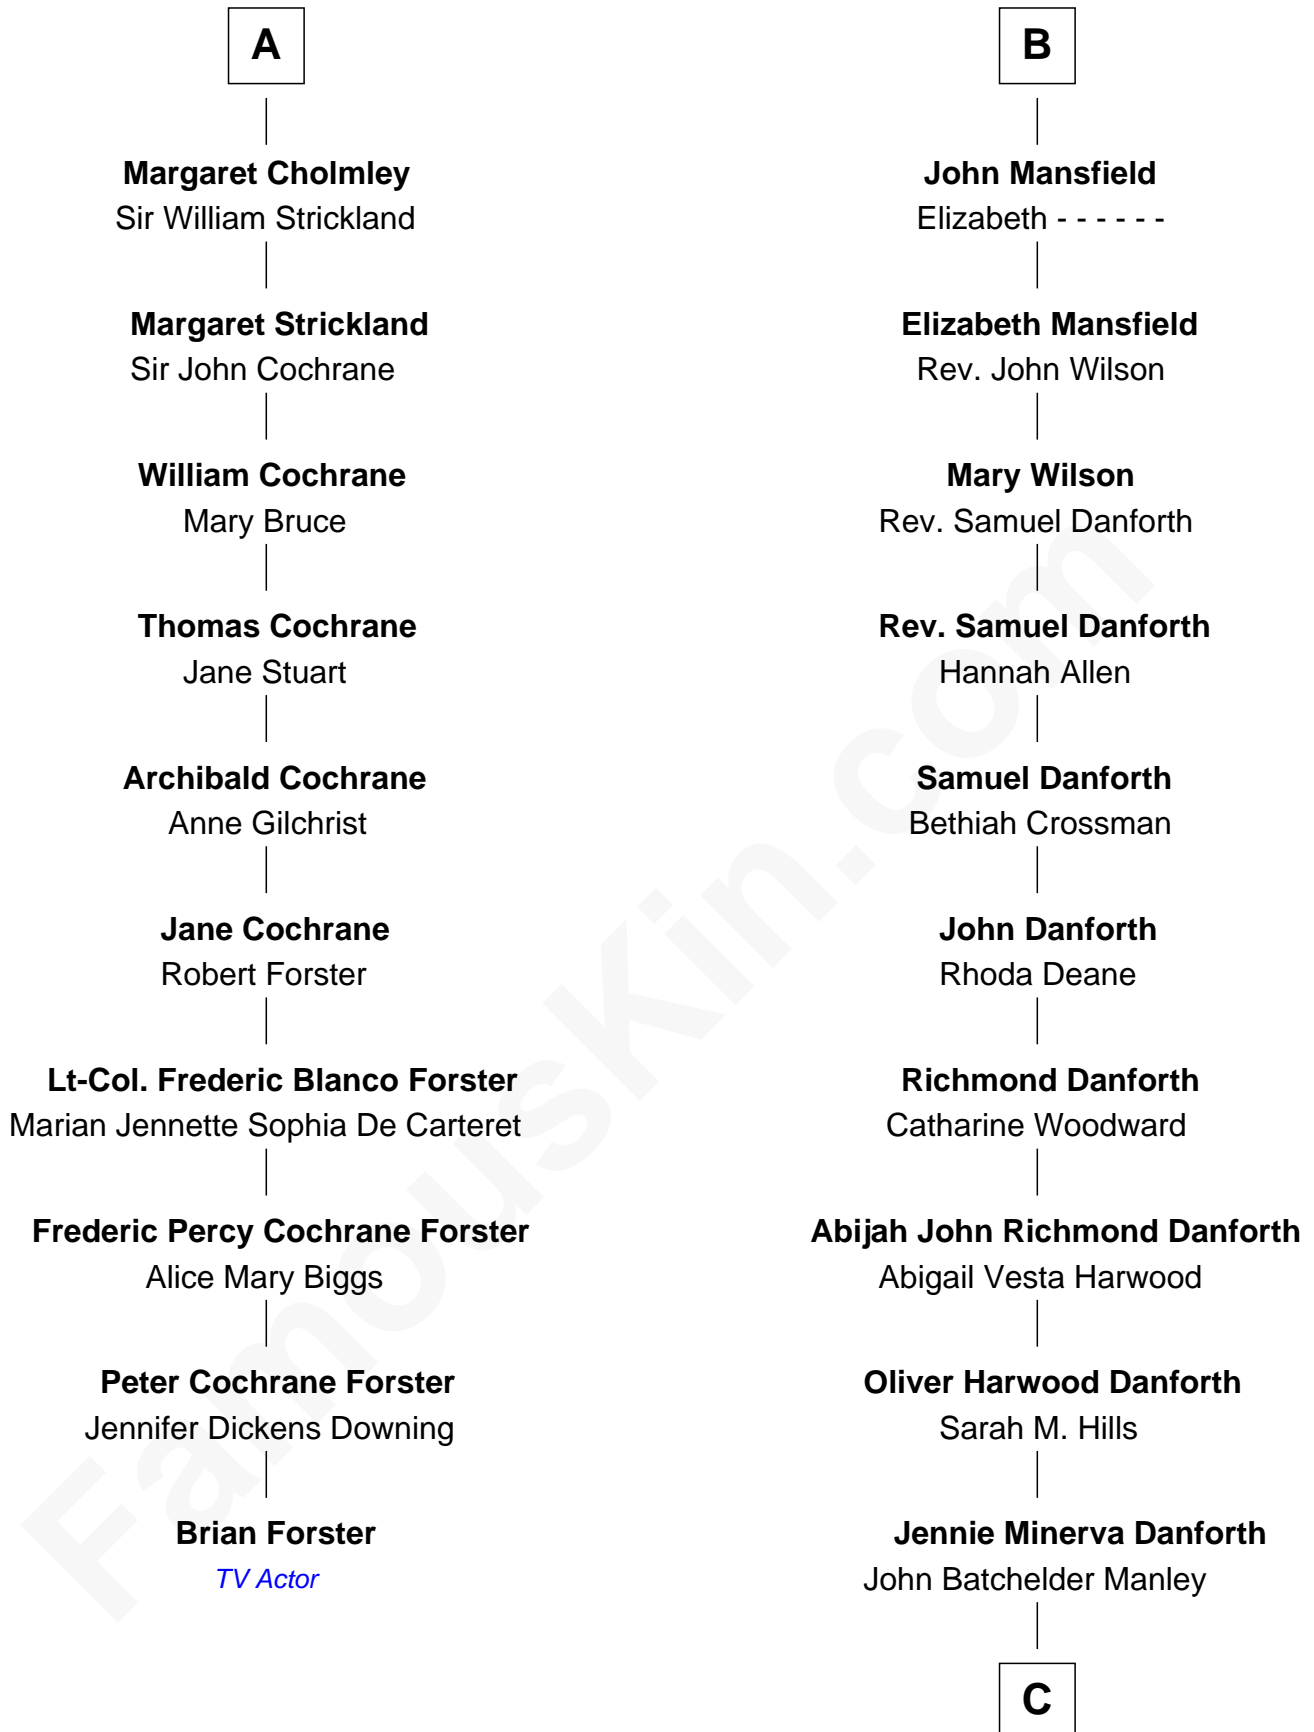 A
Margaret Cholmley
Sir William Strickland
Margaret Strickland
Sir John Cochrane
William Cochrane
Mary Bruce
Thomas Cochrane
Jane Stuart
Archibald Cochrane
Anne Gilchrist
Jane Cochrane
Robert Forster
Lt-Col. Frederic Blanco Forster
Marian Jennette Sophia De Carteret
Frederic Percy Cochrane Forster
Alice Mary Biggs
Peter Cochrane Forster
Jennifer Dickens Downing
Brian Forster
TV Actor
B
John Mansfield
Elizabeth - - - - - -
Elizabeth Mansfield
Rev. John Wilson
Mary Wilson
Rev. Samuel Danforth
Rev. Samuel Danforth
Hannah Allen
Samuel Danforth
Bethiah Crossman
John Danforth
Rhoda Deane
Richmond Danforth
Catharine Woodward
Abijah John Richmond Danforth
Abigail Vesta Harwood
Oliver Harwood Danforth
Sarah M. Hills
Jennie Minerva Danforth
John Batchelder Manley
C
FamousKin.com